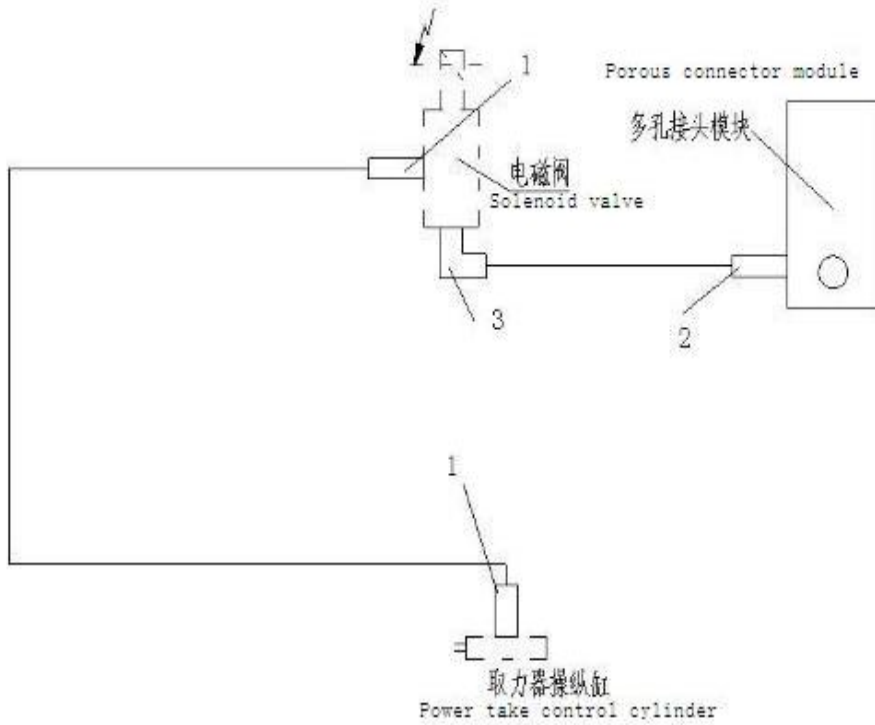 1
Porous connector module
多孔接头模块
电磁阀
Solenoid valve
3
2
1
取力器操纵缸
Power take control cylinder